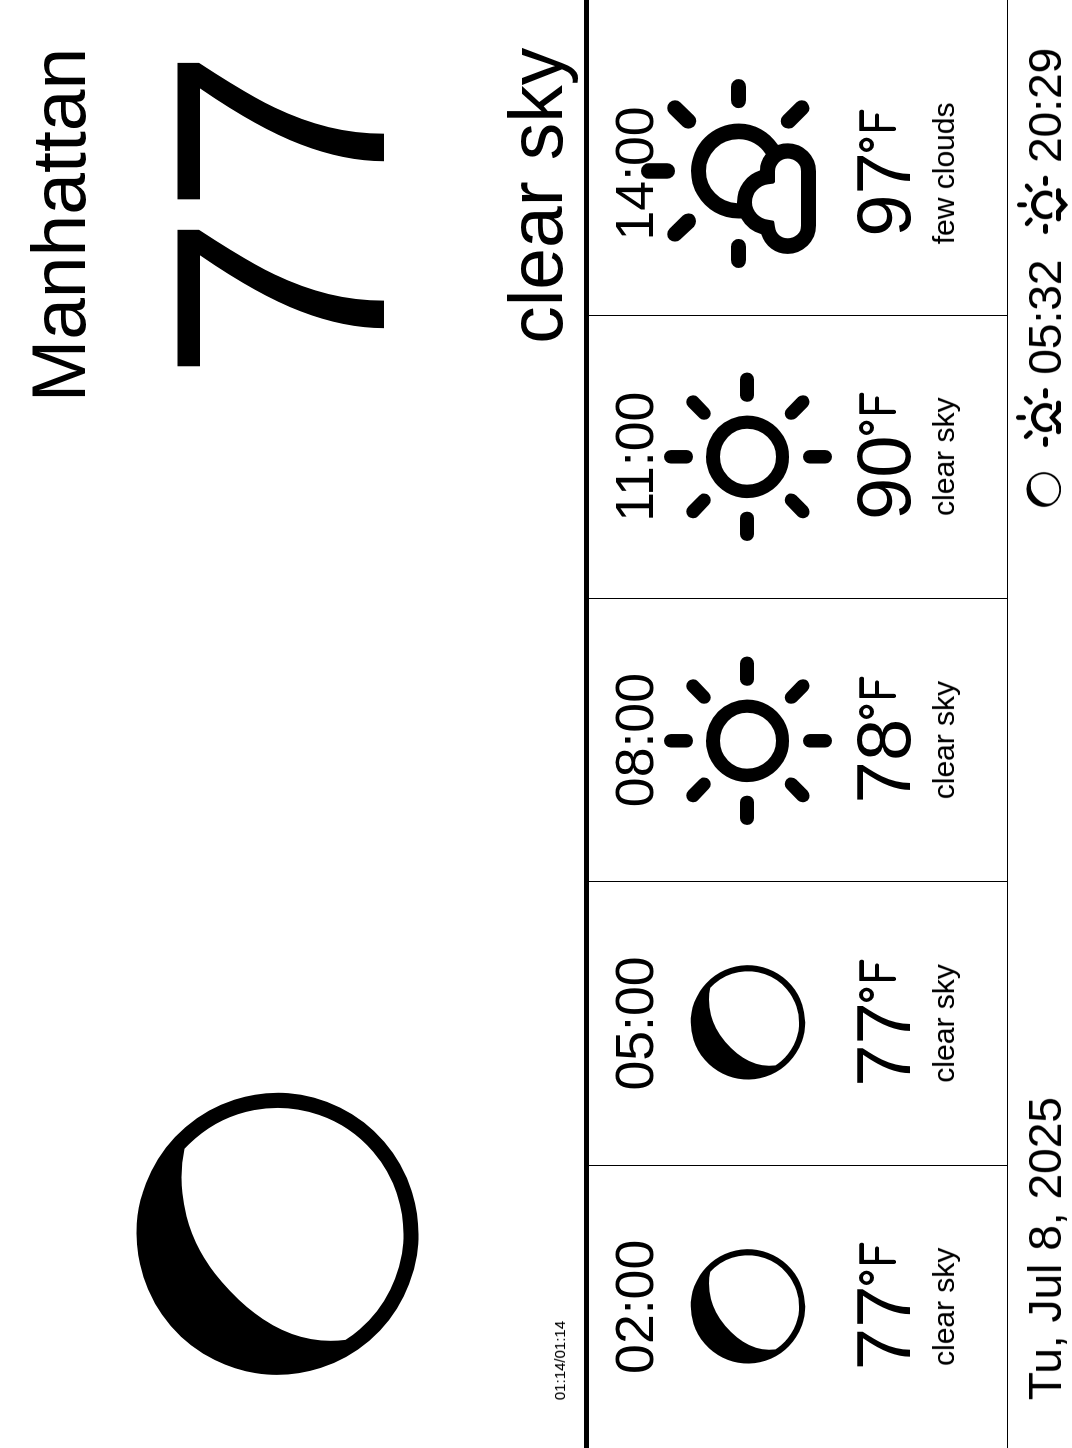 Manhattan
77
clear sky
01:14/01:14
02:00 05:00 08:00 11:00 14:00
77°F 77°F 78°F 90°F 97°F
clear sky clear sky clear sky clear sky few clouds
Tu, Jul 8, 2025 05:32 20:29